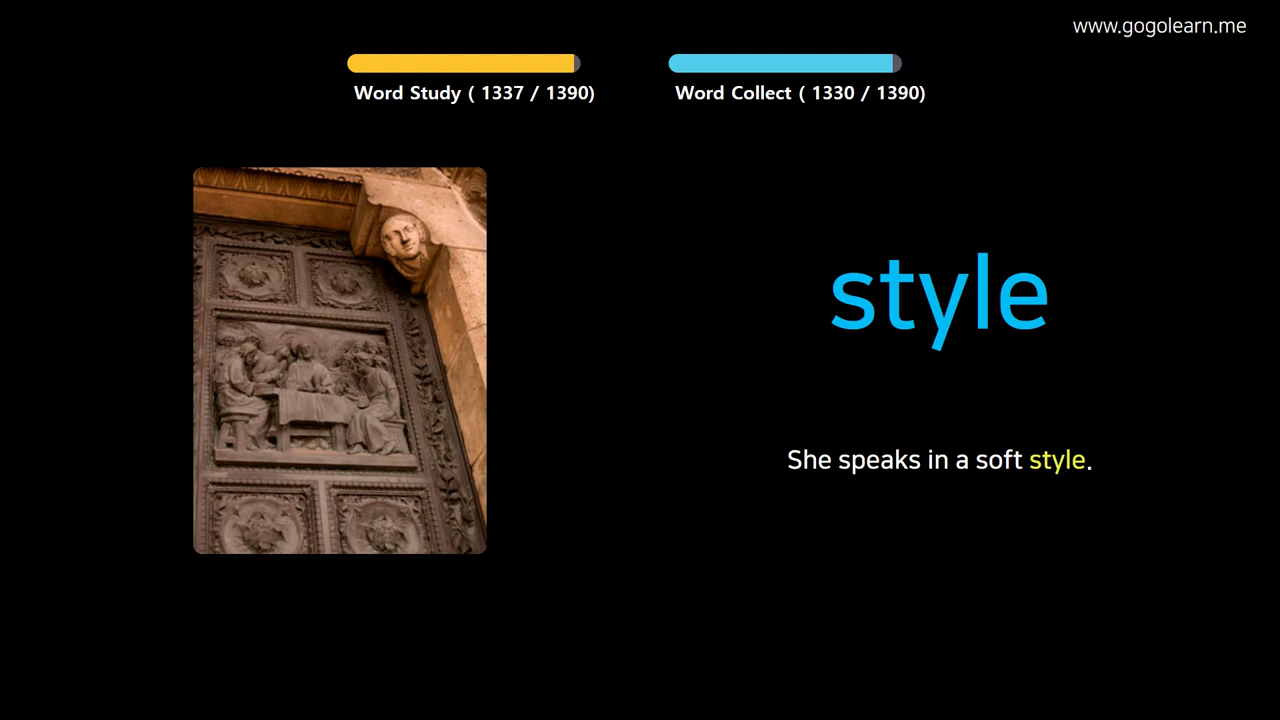 www.gogolearn.me
Word Study ( 1337 / 1390)
Word Collect ( 1330 / 1390)
style
She speaks in a soft style.